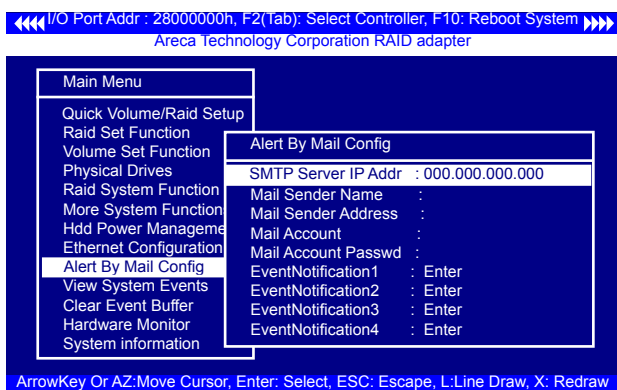 I/O Port Addr : 28000000h, F2(Tab): Select Controller, F10: Reboot System
Areca Technology Corporation RAID adapter
Main Menu
Quick Volume/Raid Setup
Raid Set Function
Volume Set Function
Physical Drives
Raid System Function
More System Function
Hdd Power Manageme
Ethernet Configuration
Alert By Mail Config
View System Events
Clear Event Buffer
Hardware Monitor
System information
Alert By Mail Config
SMTP Server IP Addr : 000.000.000.000
Mail Sender Name :
Mail Sender Address :
Mail Account :
Mail Account Passwd :
EventNotification1 : Enter
EventNotification2 : Enter
EventNotification3 : Enter
EventNotification4 : Enter
ArrowKey Or AZ:Move Cursor, Enter: Select, ESC: Escape, L:Line Draw, X: Redraw